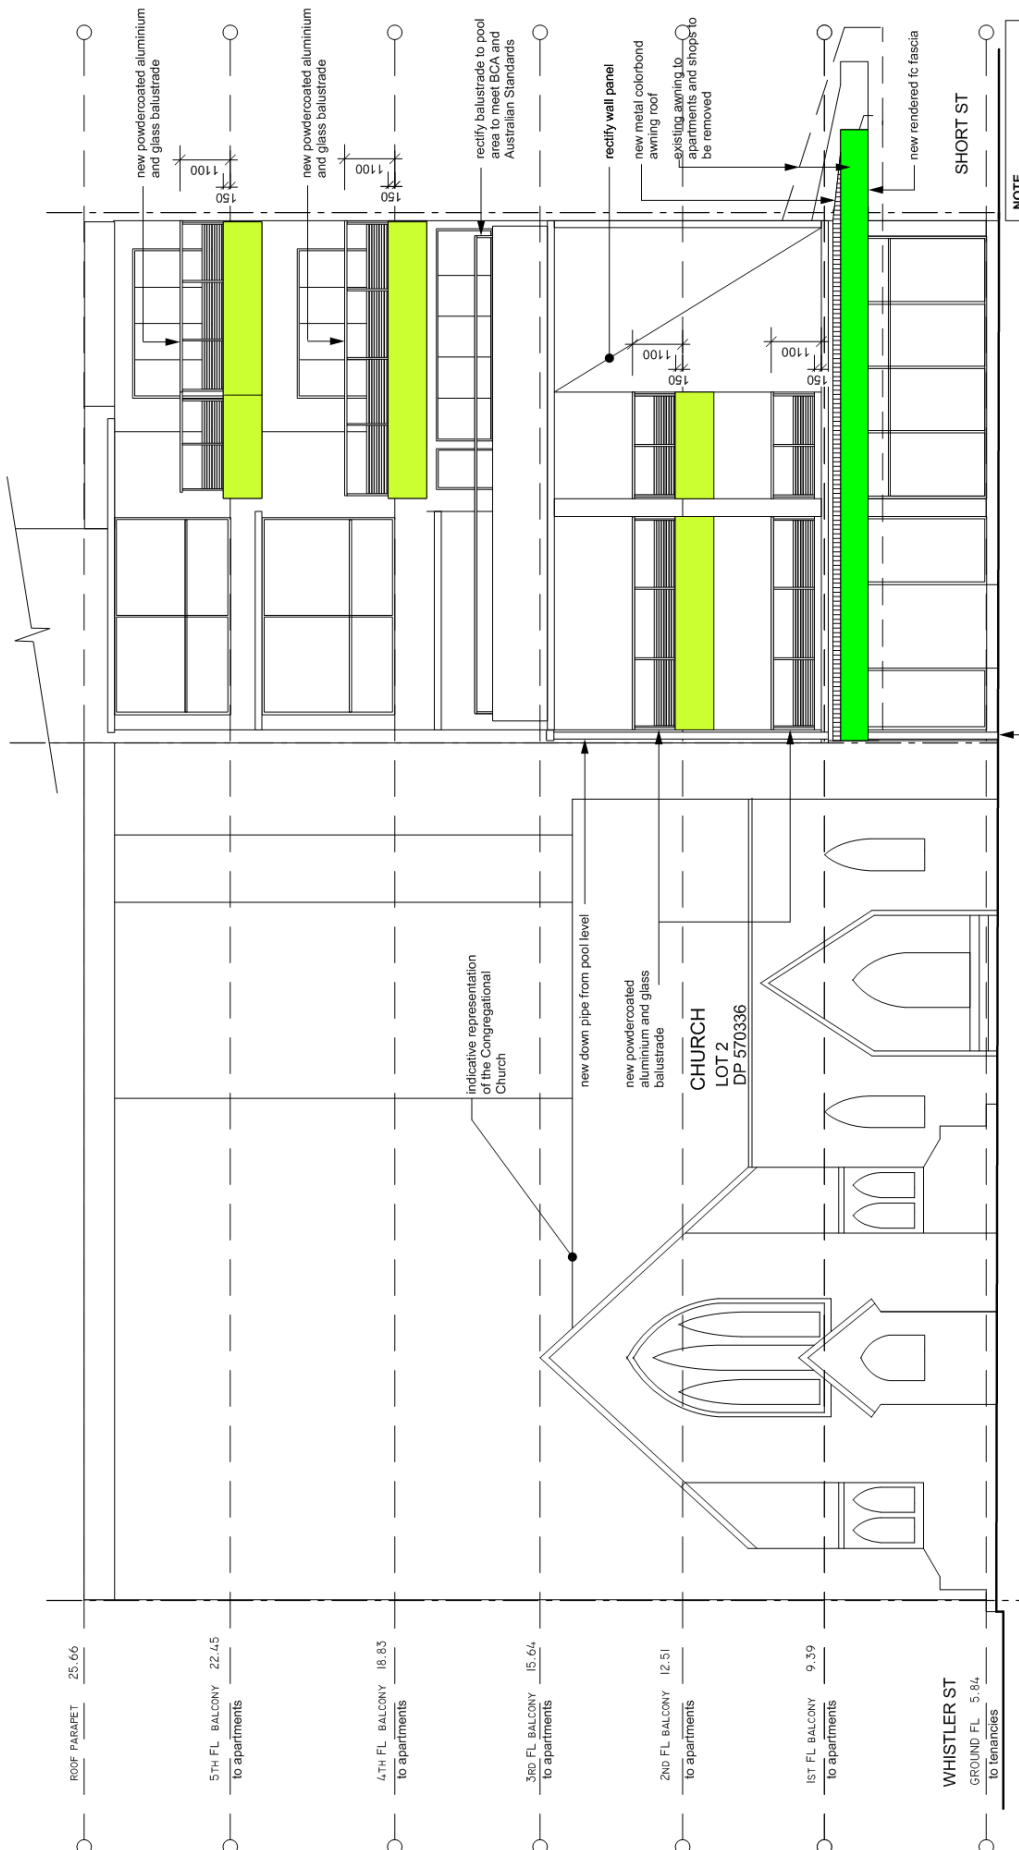 ROOF PARAPET 25.66
5TH FL BALCONY 22.45
to apartments
4TH FL BALCONY 18.83
to apartments
3RD FL BALCONY 15.64
to apartments
2ND FL BALCONY 12.51
to apartments
1ST FL BALCONY 9.39
to apartments
WHISTLER ST
GROUND FL 5.84
to tenancies
indicative representation
of the Congregational
Church
new down pipe from pool level
new powdercoated
aluminium and glass
balustrade
CHURCH
LOT 2
DP 570336
new powdercoated aluminium
and glass balustrade
1100
150
new powdercoated aluminium
and glass balustrade
1100
150
rectify balustrade to pool
area to meet BCA and
Australian Standards
rectify wall panel
1100
150
1100
150
new metal colorbond
awning roof
existing awning to
apartments and shops to
be removed
new rendered fc fascia
SHORT ST
NOTE